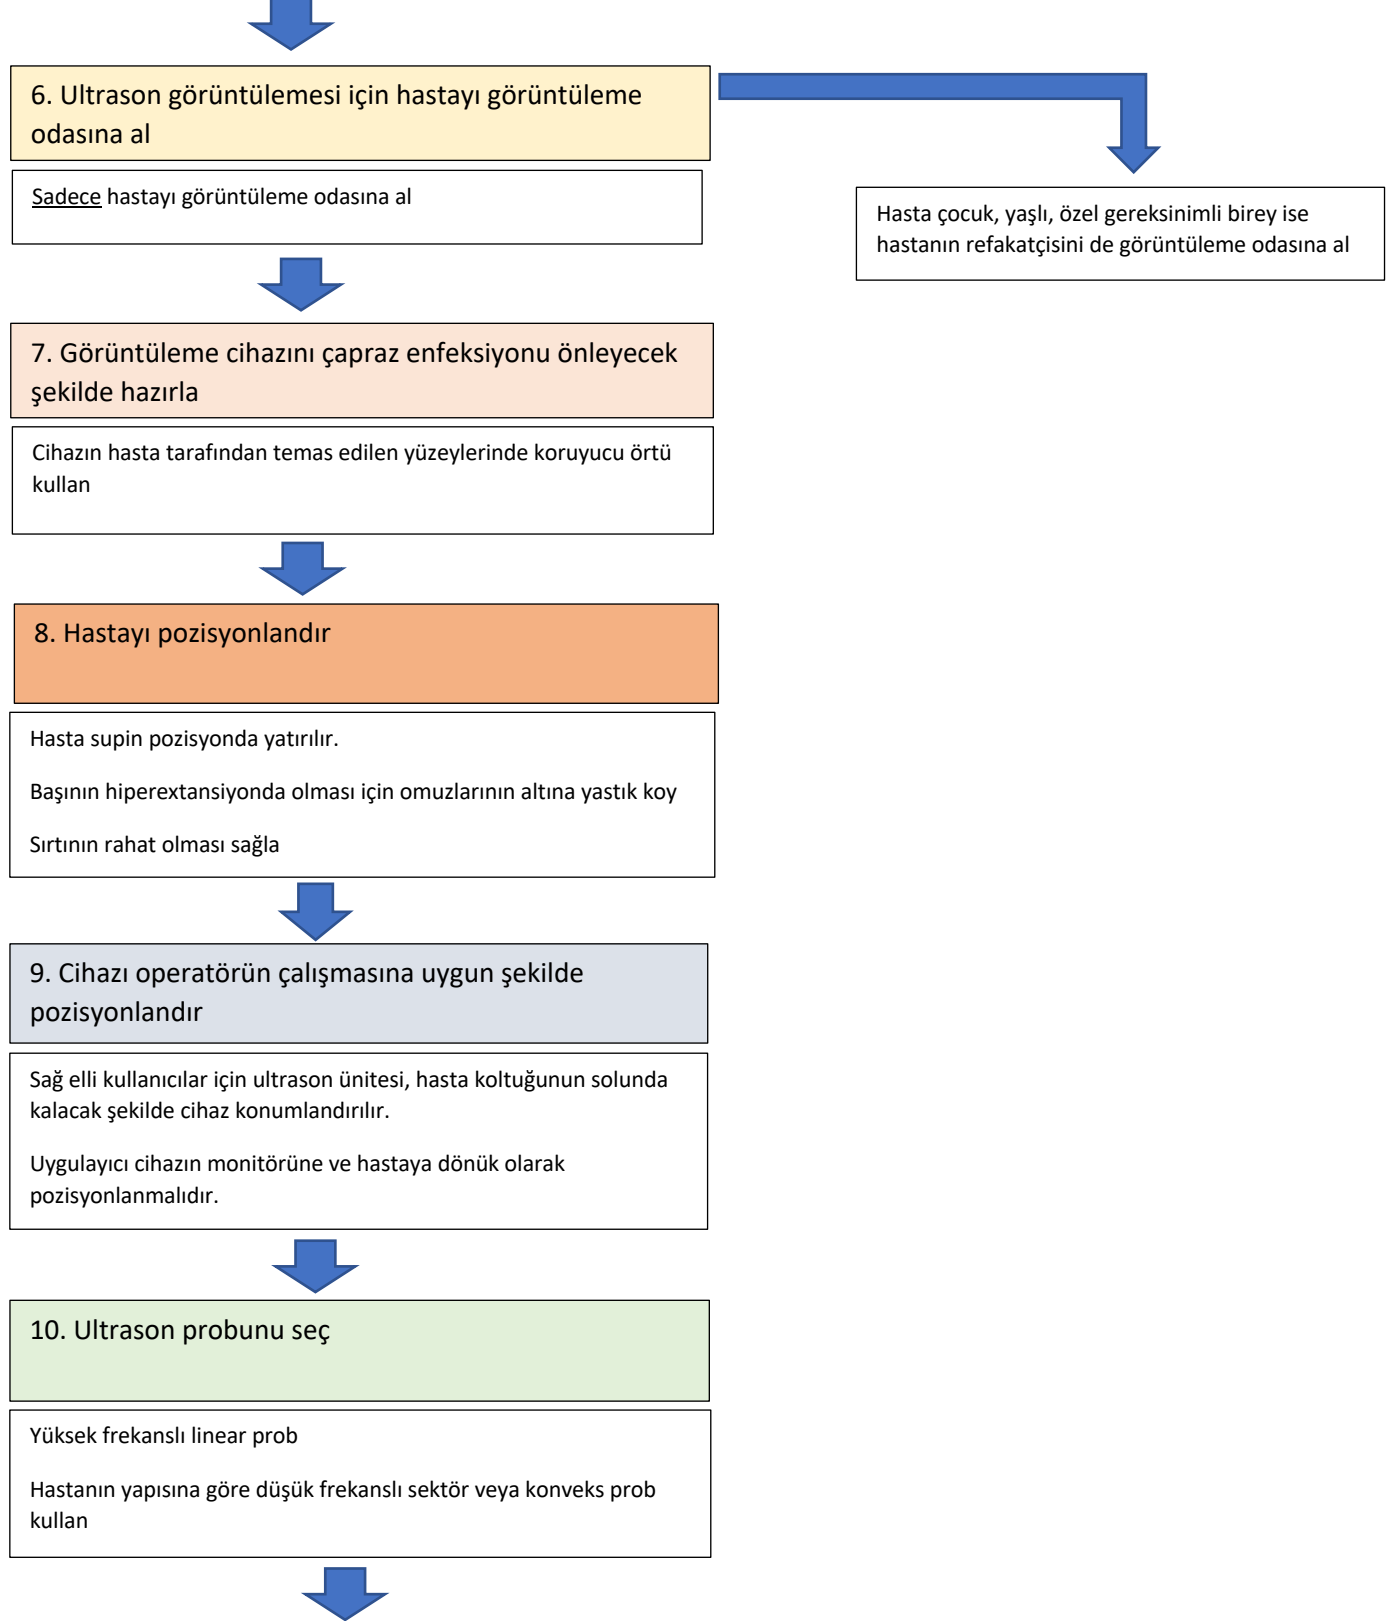 6. Ultrason görüntülemesi için hastayı görüntüleme
odasına al
Sadece hastayı görüntüleme odasına al
Hasta çocuk, yaşlı, özel gereksinimli birey ise
hastanın refakatçisini de görüntüleme odasına al
7. Görüntüleme cihazını çapraz enfeksiyonu önleyecek
şekilde hazırla
Cihazın hasta tarafından temas edilen yüzeylerinde koruyucu örtü
kullan
8. Hastayı pozisyonlandır
Hasta supin pozisyonda yatırılır.
Başının hiperextansiyonda olması için omuzlarının altına yastık koy
Sırtının rahat olması sağla
9. Cihazı operatörün çalışmasına uygun şekilde
pozisyonlandır
Sağ elli kullanıcılar için ultrason ünitesi, hasta koltuğunun solunda
kalacak şekilde cihaz konumlandırılır.
Uygulayıcı cihazın monitörüne ve hastaya dönük olarak
pozisyonlanmalıdır.
10. Ultrason probunu seç
Yüksek frekanslı linear prob
Hastanın yapısına göre düşük frekanslı sektör veya konveks prob
kullan